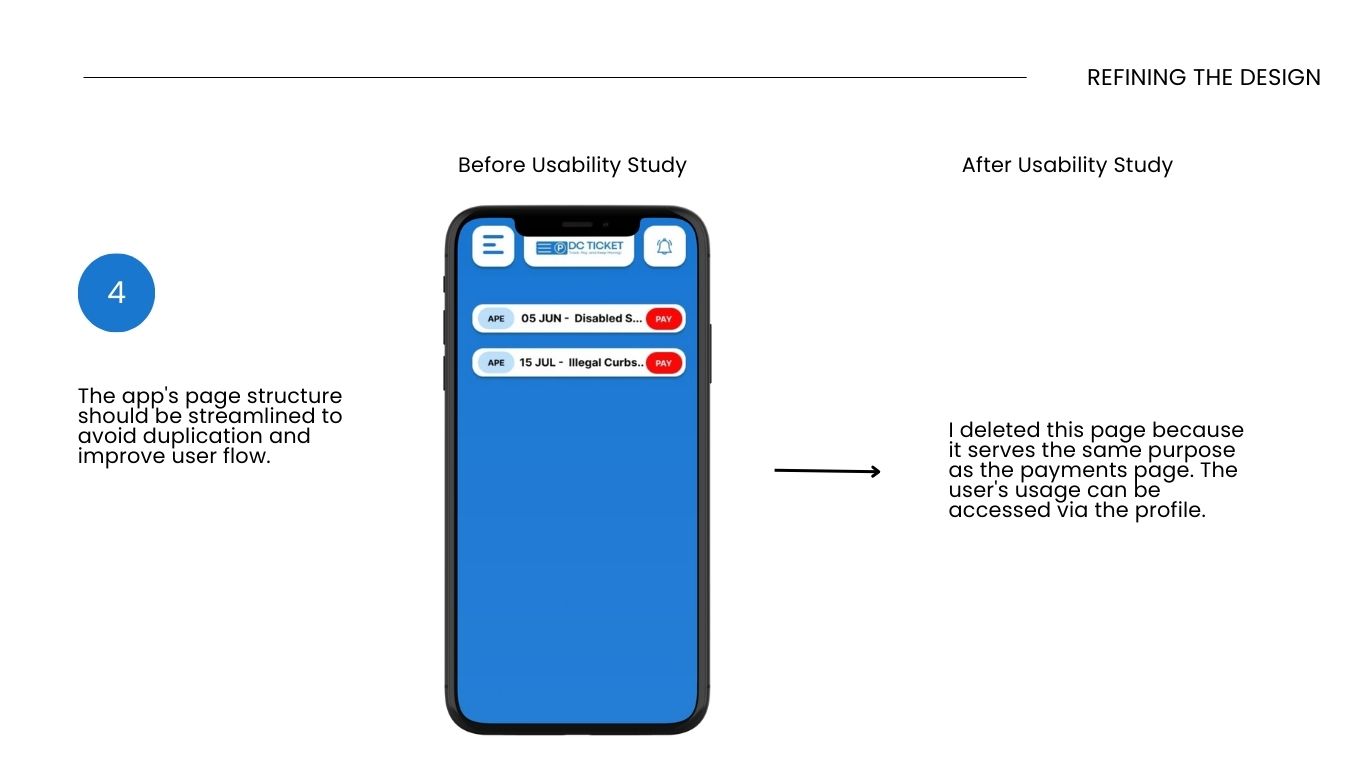 REFINING THE DESIGN
Before Usability Study
After Usability Study
4
The app's page structure
should be streamlined to
avoid duplication and
improve user flow.
P DC TICKET
APE 05 JUN - Disabled S... PAY
APE 15 JUL - Illegal Curbs.. PAY
I deleted this page because
it serves the same purpose
as the payments page. The
user's usage can be
accessed via the profile.